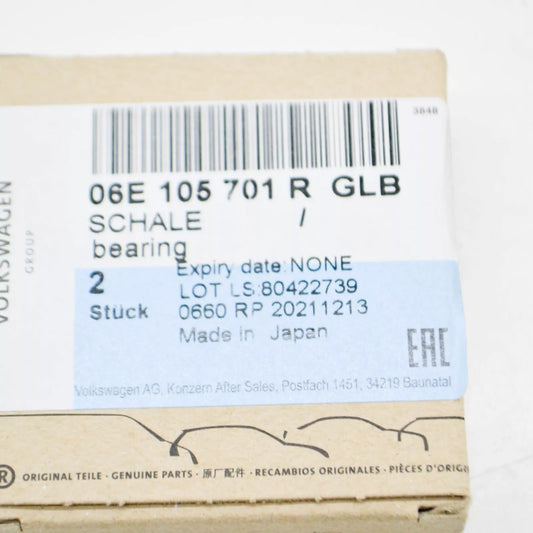 3848
06E 105 701 R GLB
SCHALE /
bearing
2
Stück
Expiry date:NONE
LOT LS:80422739
0660 RP 20211213
Made in Japan
EAC
Volkswagen AG, Konzern After Sales, Postfach 1451, 34219 Baunatal
VOLKSWAGEN
GROUP
® ORIGINAL TEILE · GENUINE PARTS · 原厂配件 · RECAMBIOS ORIGINALES · PIÈCES D'ORIG